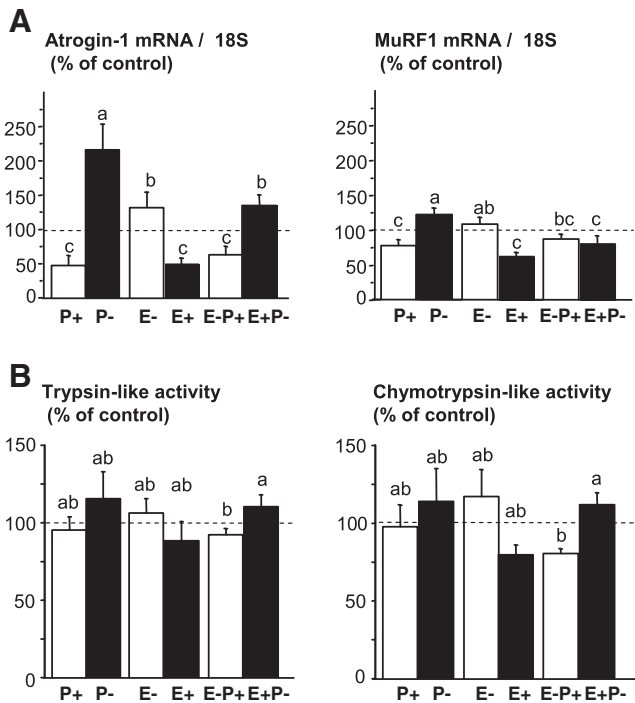 A
Atrogin-1 mRNA / 18S
(% of control)
250
200
150
100
50
0
c
a
b
c
c
b
P+ P- E- E+ E-P+ E+P-
MuRF1 mRNA / 18S
(% of control)
250
200
150
100
50
0
c
a
ab
c
bc
c
P+ P- E- E+ E-P+ E+P-
B
Trypsin-like activity
(% of control)
150
100
50
0
ab
ab
ab
ab
b
a
P+ P- E- E+ E-P+ E+P-
Chymotrypsin-like activity
(% of control)
150
100
50
0
ab
ab
ab
ab
b
a
P+ P- E- E+ E-P+ E+P-